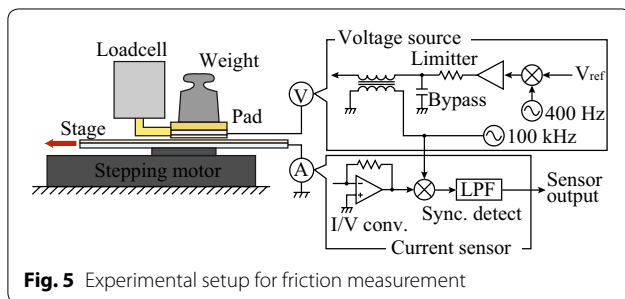 Loadcell
Weight
Pad
Stage
Stepping motor
V
A
Voltage source
Limitter
Bypass
Vref
400 Hz
100 kHz
I/V conv.
Sync. detect
LPF
Sensor
output
Current sensor
Fig. 5 Experimental setup for friction measurement